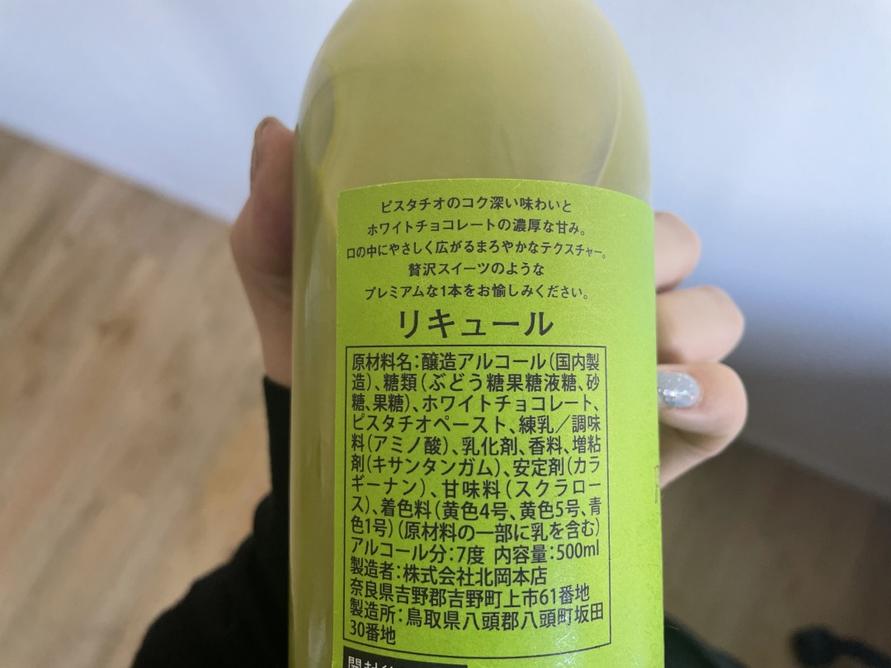 ピスタチオのコク深い味わいと
ホワイトチョコレートの濃厚な甘み。
口の中にやさしく広がるまろやかなテクスチャー。
贅沢スイーツのような
プレミアムな1本をお愉しみください。
リキュール
原材料名:醸造アルコール(国内製
造)、糖類(ぶどう糖果糖液糖、砂
糖、果糖)、ホワイトチョコレート、
ピスタチオペースト、練乳／調味
料(アミノ酸)、乳化剤、香料、増粘
剤(キサンタンガム)、安定剤(カラ
ギーナン)、甘味料(スクラロー
ス)、着色料(黄色4号、黄色5号、青
色1号)(原材料の一部に乳を含む)
アルコール分:7度 内容量:500ml
製造者:株式会社北岡本店
奈良県吉野郡吉野町上市61番地
製造所:鳥取県八頭郡八頭町坂田
30番地